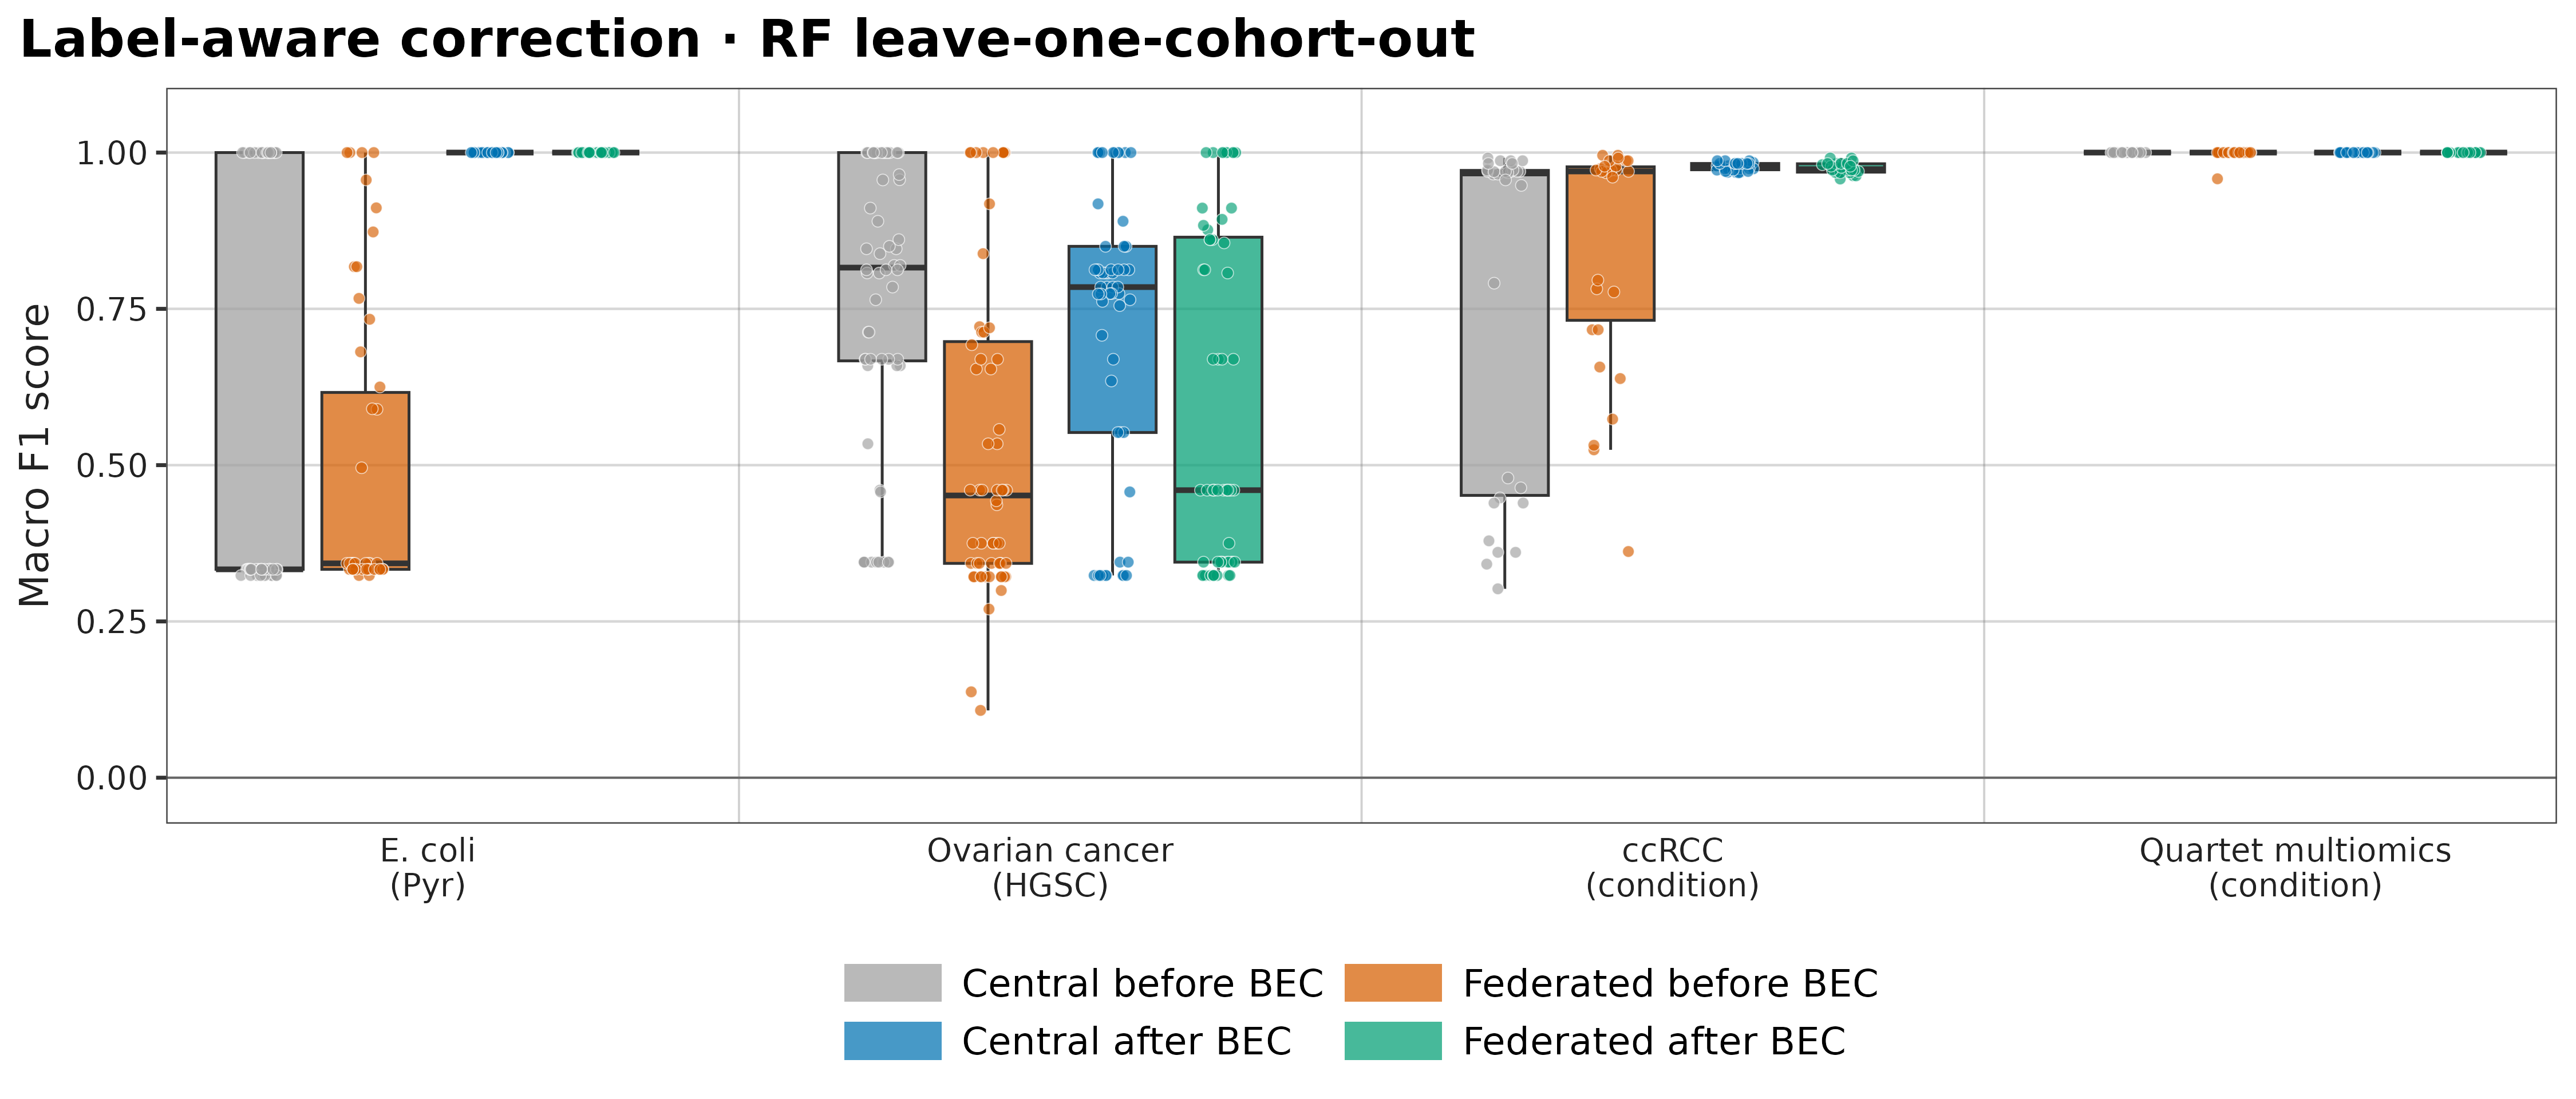 Label-aware correction · RF leave-one-cohort-out
Macro F1 score
1.00
0.75
0.50
0.25
0.00
E. coli
(Pyr)
Ovarian cancer
(HGSC)
ccRCC
(condition)
Quartet multiomics
(condition)
Central before BEC
Federated before BEC
Central after BEC
Federated after BEC